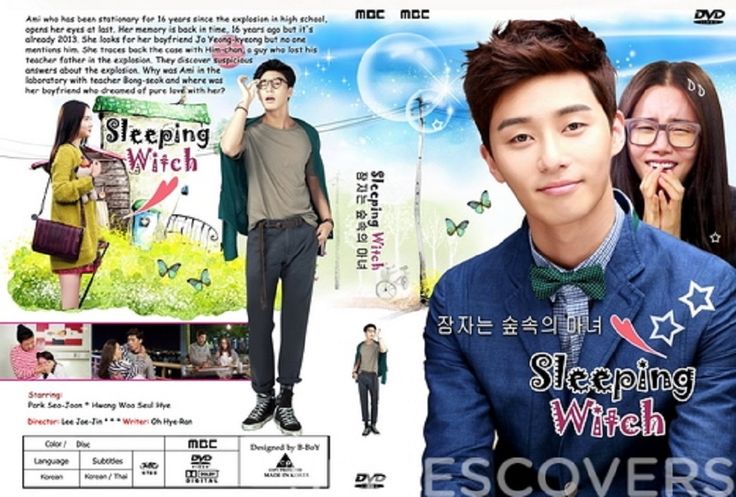 Ami who has been stationary for 16 years since the explosion in high school,
opens her eyes at last. Her memory is back in time, 16 years ago but it's
already 2013. She looks for her boyfriend Jo Yeong-kyeong but no one
mentions him. She traces back the case with Him-chan, a guy who lost his
teacher father in the explosion. They discover suspicious
answers about the explosion. Why was Ami in the
laboratory with teacher Bong-seok and where was
her boyfriend who dreamed of pure love with her?
Sleeping
Witch
Starring:
Park Seo-Joon * Hwang Woo Seul Hye
Director: Lee Jae-Jin * * * Writer: Oh Hye-Ran
Color / Disc
Language Subtitles
Korean Korean / Thai
MBC
DVD
VIDEO
DOLBY
DIGITAL
Designed by B-BoY
MADE IN KOREA
MBC
Sleeping Witch
잠자는 숲속의 마녀
DVD
MBC
DVD
잠자는 숲속의 마녀
Sleeping
Witch
ESCOVERS